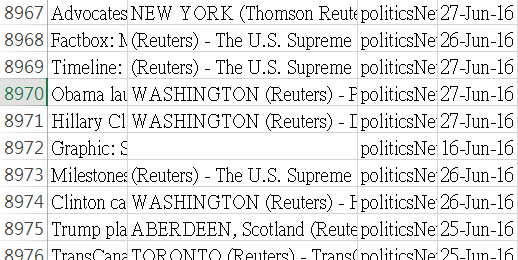 8967 Advocates NEW YORK (Thomson Reute politicsNe 27-Jun-16
8968 Factbox: (Reuters) - The U.S. Supreme politicsNe 26-Jun-16
8969 Timeline: (Reuters) - The U.S. Supreme politicsNe 27-Jun-16
8970 Obama lau WASHINGTON (Reuters) - politicsNe 27-Jun-16
8971 Hillary Cl WASHINGTON (Reuters) - politicsNe 27-Jun-16
8972 Graphic: S politicsNe 16-Jun-16
8973 Milestones (Reuters) - The U.S. Supreme politicsNe 26-Jun-16
8974 Clinton ca WASHINGTON (Reuters) - politicsNe 26-Jun-16
8975 Trump pla ABERDEEN, Scotland (Reute politicsNe 25-Jun-16
8976 TransCana TORONTO (Reuters) - Trans politicsNe 25-Jun-16